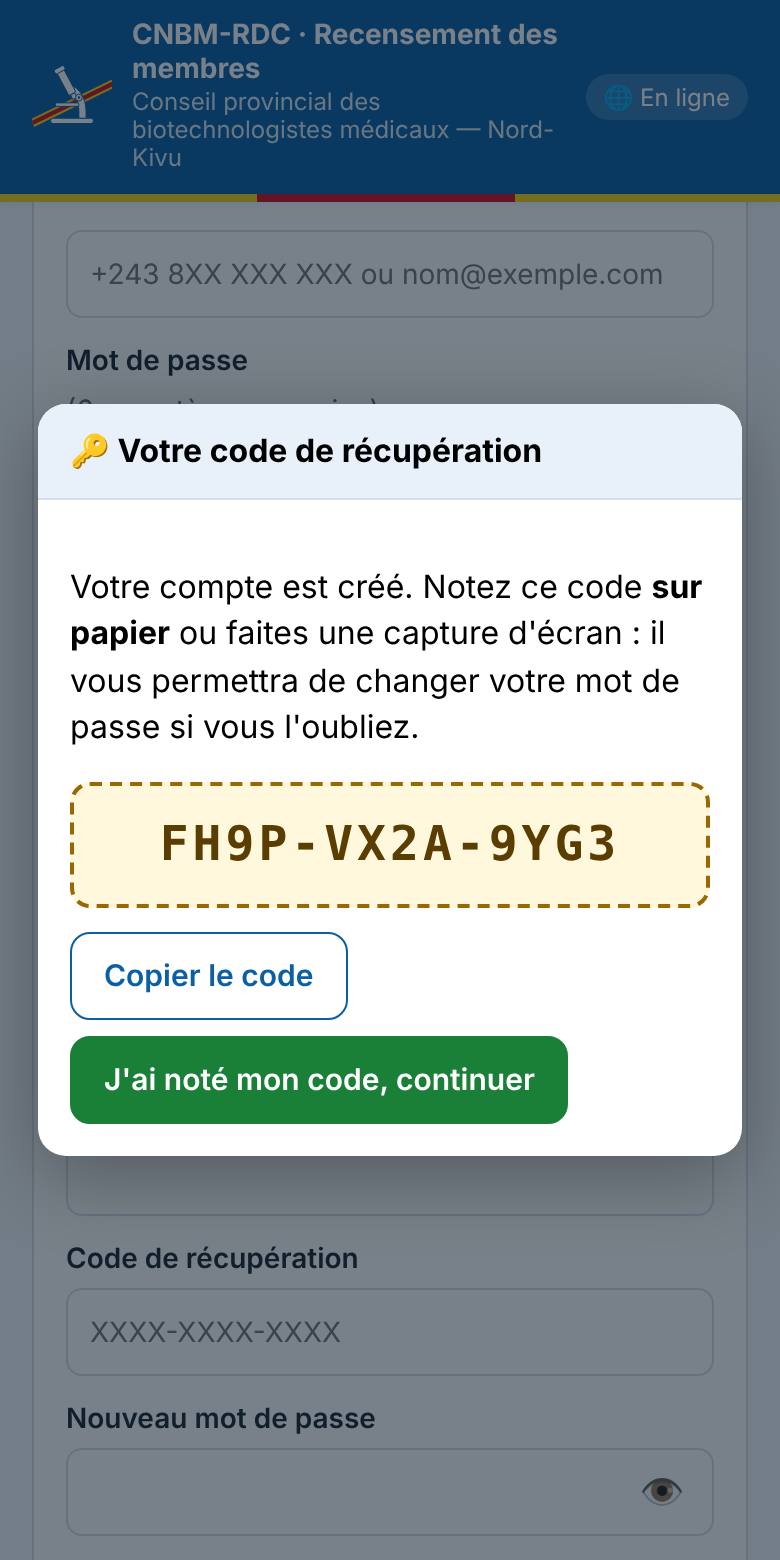 CNBM-RDC · Recensement des
membres
Conseil provincial des
biotechnologistes médicaux — Nord-
Kivu
🌐 En ligne
+243 8XX XXX XXX ou nom@exemple.com
Mot de passe
🔑 Votre code de récupération
Votre compte est créé. Notez ce code sur
papier ou faites une capture d'écran : il
vous permettra de changer votre mot de
passe si vous l'oubliez.
FH9P-VX2A-9YG3
Copier le code
J'ai noté mon code, continuer
Code de récupération
XXXX-XXXX-XXXX
Nouveau mot de passe